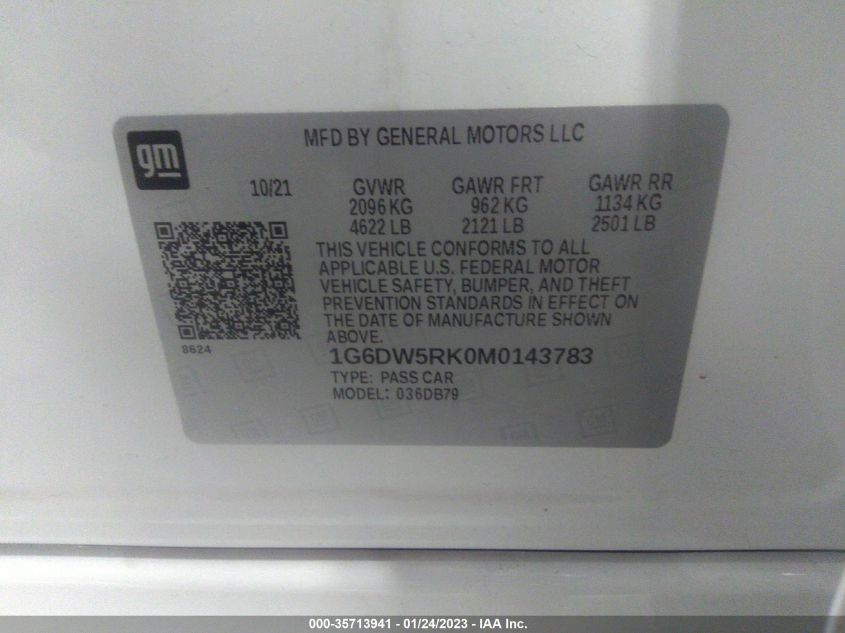 gm
MFD BY GENERAL MOTORS LLC
10/21 GVWR GAWR FRT GAWR RR
2096 KG 962 KG 1134 KG
4622 LB 2121 LB 2501 LB
THIS VEHICLE CONFORMS TO ALL
APPLICABLE U.S. FEDERAL MOTOR
VEHICLE SAFETY, BUMPER, AND THEFT
PREVENTION STANDARDS IN EFFECT ON
THE DATE OF MANUFACTURE SHOWN
ABOVE.
8624
1G6DW5RK0M0143783
TYPE: PASS CAR
MODEL: 036DB79
000-35713941 - 01/24/2023 - IAA Inc.